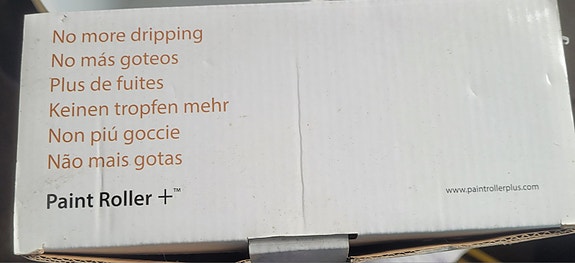 No more dripping
No más goteos
Plus de fuites
Keinen tropfen mehr
Non piú goccie
Não mais gotas
Paint Roller +™
www.paintrollerplus.com